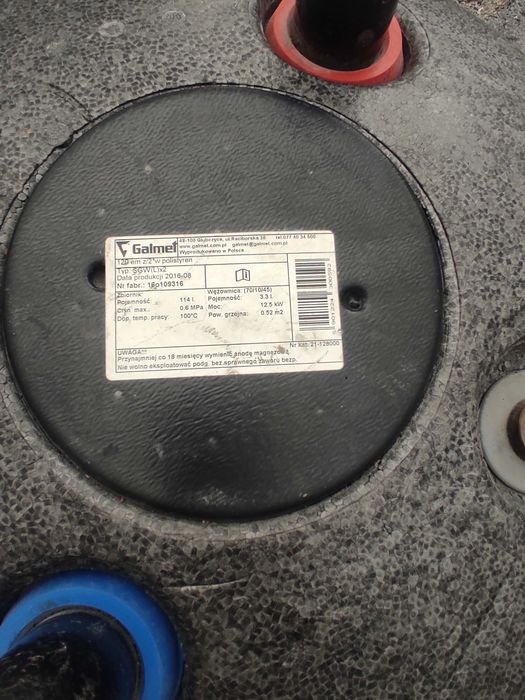 Galmet
48-100 Głubczyce, ul.Raciborska 36 tel.077 40 34 500
www.galmet.com.pl galmet@galmet.com.pl
Wyprodukowano w Polsce
120 em z/2 w polistyren
Typ: SGW(L)x2
Data produkcji 2016-08
Nr fabr.: 16p109316
Zbiornik: Wężownica: (70/10/45)
Pojemność: 114 l. Pojemność: 3.3 l.
Ciśn. max.: 0.6 MPa Moc: 12.5 kW
Dop. temp. pracy: 100°C Pow. grzejna: 0.52 m2
Nr Kat. 21-128000
UWAGA!!!
Przynajmniej co 18 miesięcy wymienić anodę magnezową.
Nie wolno eksploatować podg. bez sprawnego zaworu bezp.